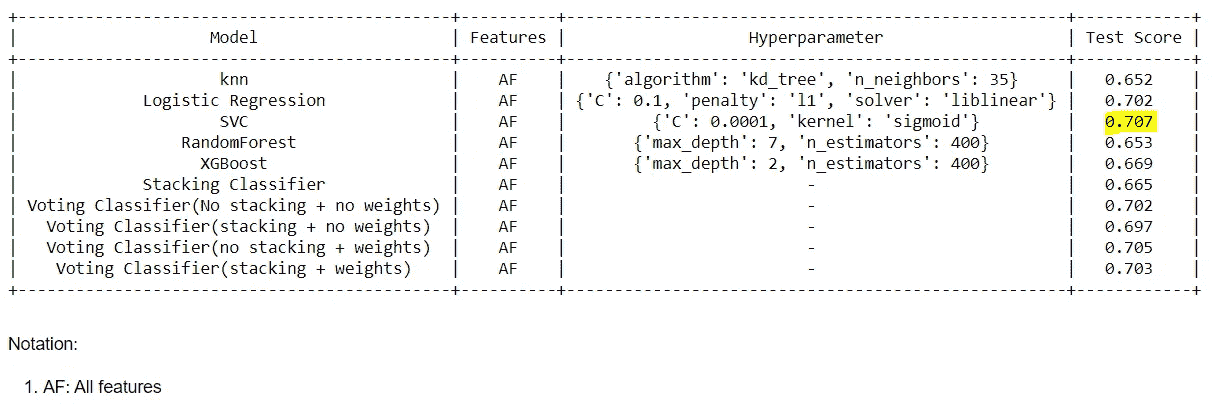 Model | Features | Hyperparameter | Test Score
knn | AF | {'algorithm': 'kd_tree', 'n_neighbors': 35} | 0.652
Logistic Regression | AF | {'C': 0.1, 'penalty': 'l1', 'solver': 'liblinear'} | 0.702
SVC | AF | {'C': 0.0001, 'kernel': 'sigmoid'} | 0.707
RandomForest | AF | {'max_depth': 7, 'n_estimators': 400} | 0.653
XGBoost | AF | {'max_depth': 2, 'n_estimators': 400} | 0.669
Stacking Classifier | AF | - | 0.665
Voting Classifier(No stacking + no weights) | AF | - | 0.702
Voting Classifier(stacking + no weights) | AF | - | 0.697
Voting Classifier(no stacking + weights) | AF | - | 0.705
Voting Classifier(stacking + weights) | AF | - | 0.703
Notation:
1. AF: All features